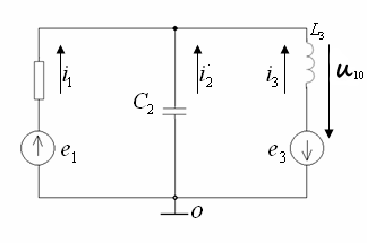 L₃
i₁
i₂
i₃
u₁₀
C₂
e₁
e₃
o